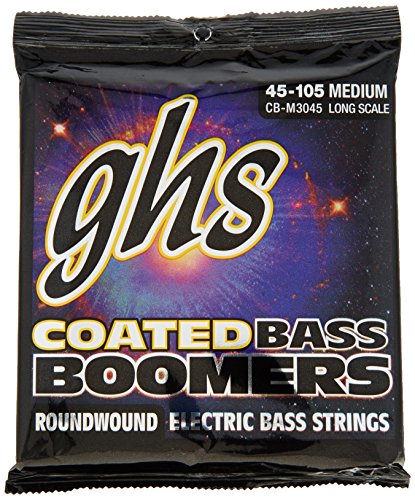 45-105 MEDIUM
CB-M3045 LONG SCALE
ghs
COATED BASS
BOOMERS
ROUNDWOUND ELECTRIC BASS STRINGS